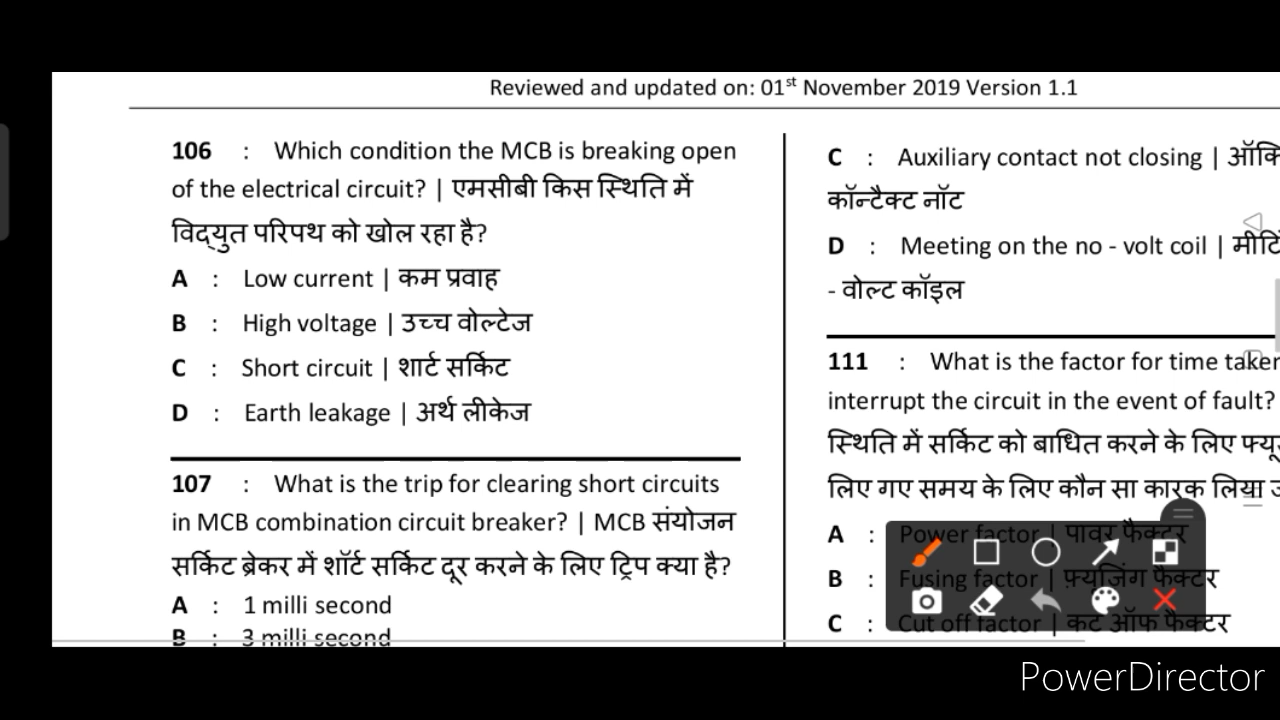 Reviewed and updated on: 01st November 2019 Version 1.1
106 : Which condition the MCB is breaking open
of the electrical circuit? | एमसीबी किस स्थिति में
विद्युत परिपथ को खोल रहा है?
A : Low current | कम प्रवाह
B : High voltage | उच्च वोल्टेज
C : Short circuit | शार्ट सर्किट
D : Earth leakage | अर्थ लीकेज
107 : What is the trip for clearing short circuits
in MCB combination circuit breaker? | MCB संयोजन
सर्किट ब्रेकर में शॉर्ट सर्किट दूर करने के लिए ट्रिप क्या है?
A : 1 milli second
B : 3 milli second
C : Auxiliary contact not closing |
कॉन्टैक्ट नॉट
D : Meeting on the no - volt coil |
- वोल्ट कॉइल
111 : What is the factor for time taken
interrupt the circuit in the event of fault?
स्थिति में सर्किट को बाधित करने के लिए
लिए गए समय के लिए कौन सा कारक लिया
A : Power factor | पावर फैक्टर
B : Fusing factor | फ़्यूजिंग फैक्टर
C : Cut off factor | कट ऑफ फैक्टर
PowerDirector